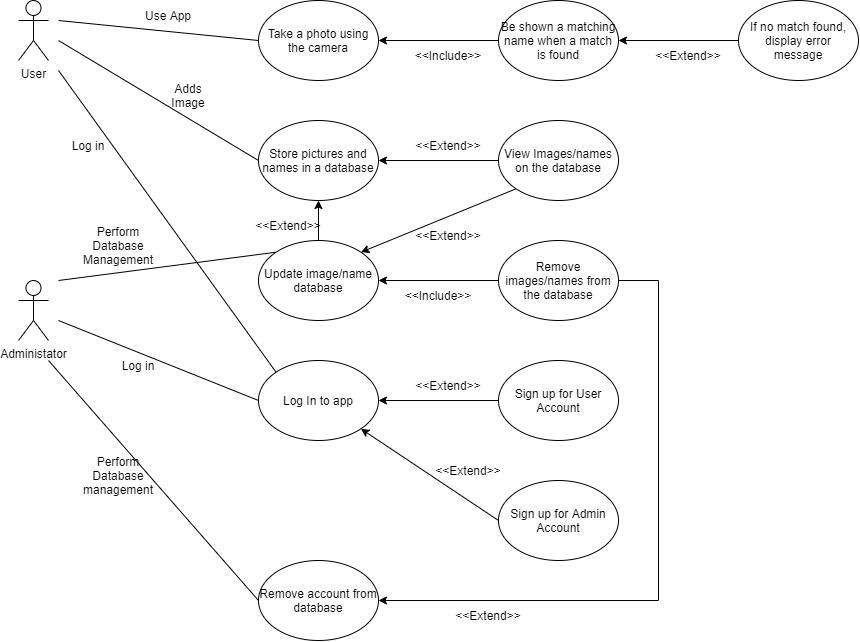 Use App
Take a photo using
the camera
<<Include>>
Be shown a matching
name when a match
is found
<<Extend>>
If no match found,
display error
message
User
Adds
Image
Log in
Store pictures and
names in a database
<<Extend>>
View Images/names
on the database
<<Extend>>
<<Extend>>
Perform
Database
Management
Update image/name
database
<<Include>>
Remove
images/names from
the database
Administator
Log in
Log In to app
<<Extend>>
Sign up for User
Account
<<Extend>>
Sign up for Admin
Account
Perform
Database
management
Remove account from
database
<<Extend>>